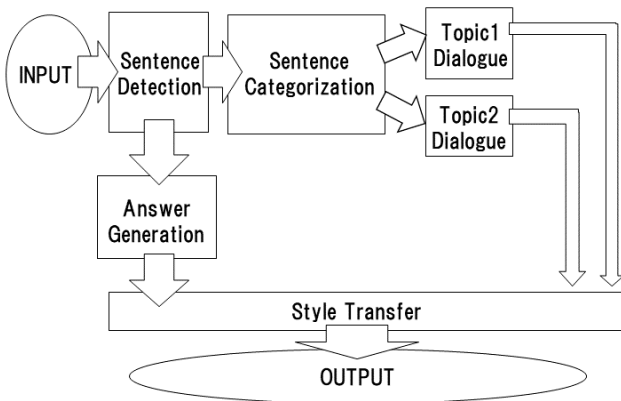 INPUT
Sentence
Detection
Sentence
Categorization
Topic1
Dialogue
Topic2
Dialogue
Answer
Generation
Style Transfer
OUTPUT